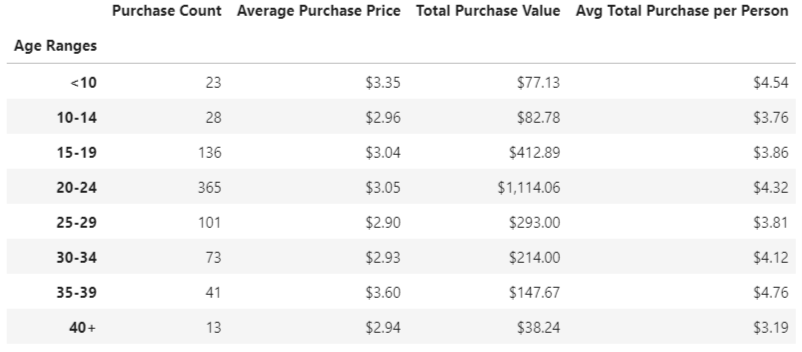 Purchase Count Average Purchase Price Total Purchase Value Avg Total Purchase per Person
Age Ranges
<10 23 $3.35 $77.13 $4.54
10-14 28 $2.96 $82.78 $3.76
15-19 136 $3.04 $412.89 $3.86
20-24 365 $3.05 $1,114.06 $4.32
25-29 101 $2.90 $293.00 $3.81
30-34 73 $2.93 $214.00 $4.12
35-39 41 $3.60 $147.67 $4.76
40+ 13 $2.94 $38.24 $3.19